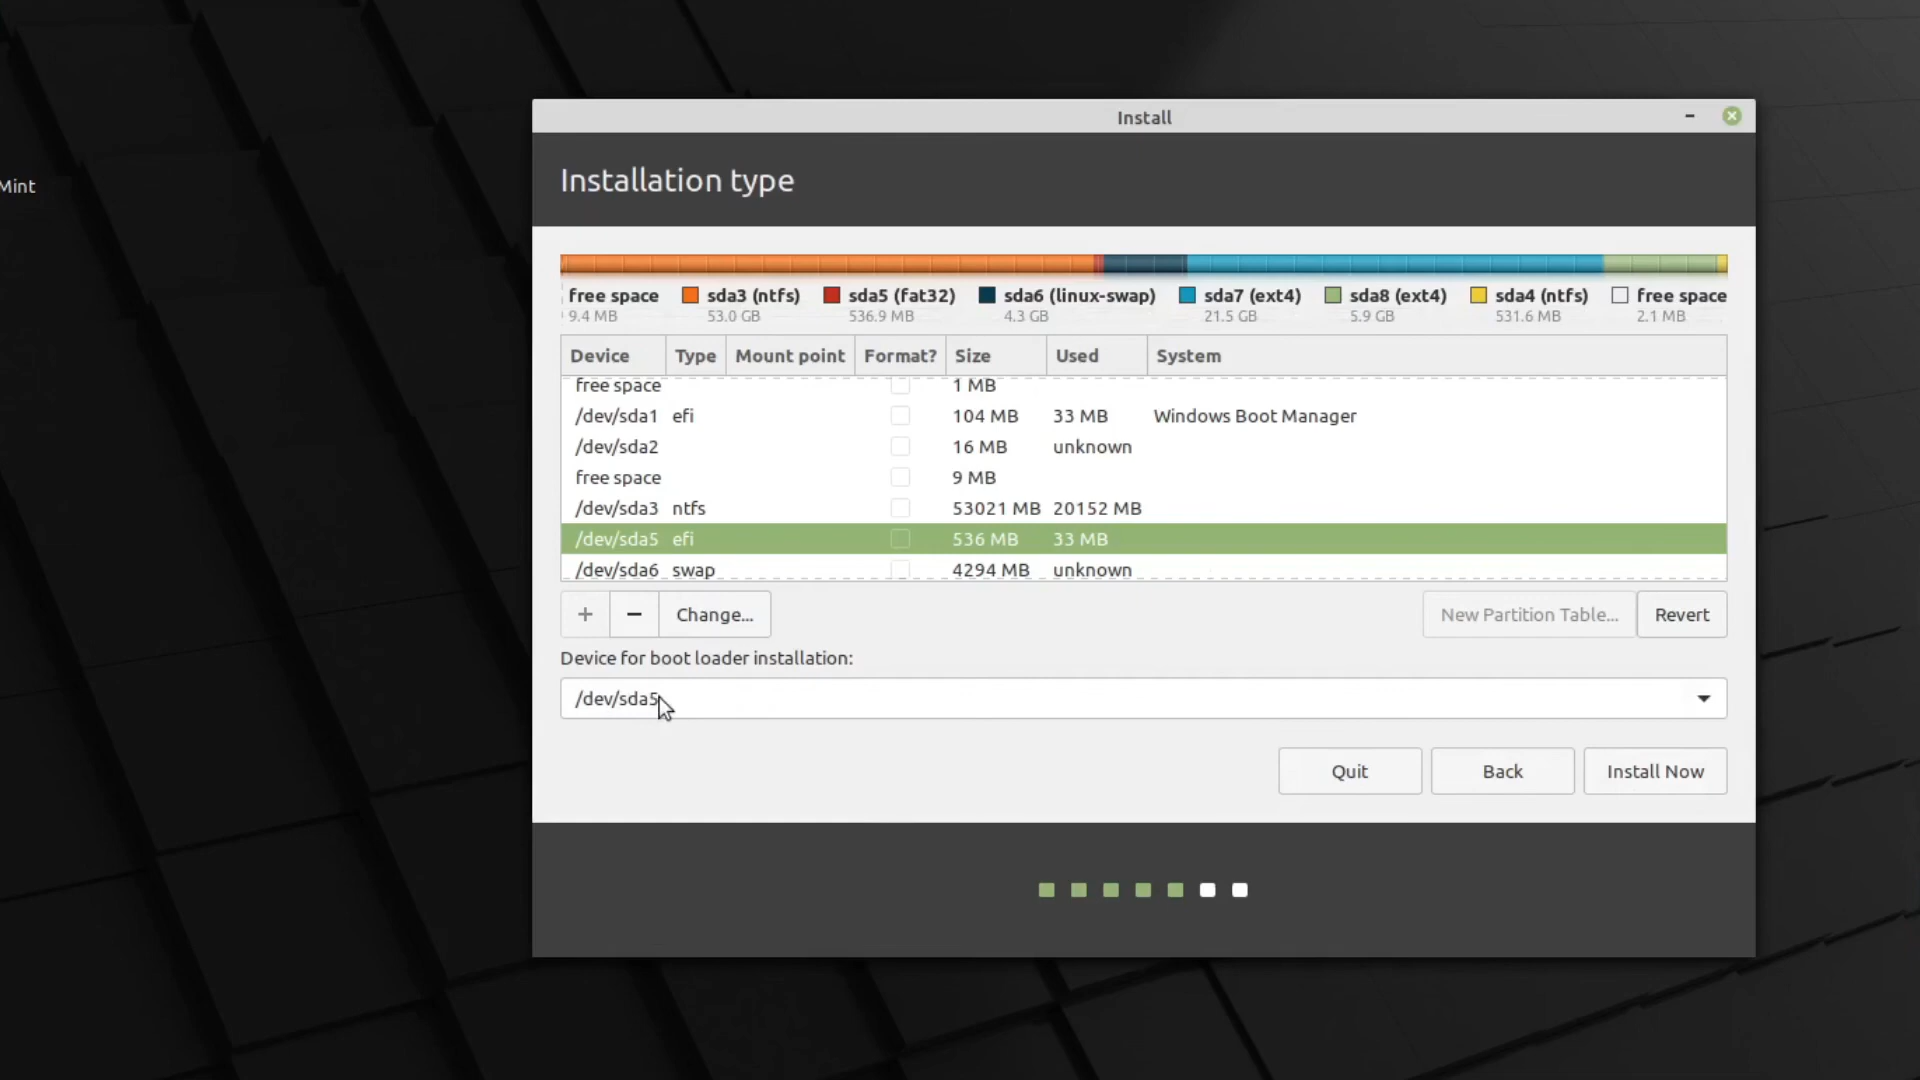 Install
Mint
Installation type
free space sda3 (ntfs) sda5 (fat32) sda6 (linux-swap) sda7 (ext4) sda8 (ext4) sda4 (ntfs) free space
9.4 MB 53.0 GB 536.9 MB 4.3 GB 21.5 GB 5.9 GB 531.6 MB 2.1 MB
Device Type Mount point Format? Size Used System
free space 1 MB
/dev/sda1 efi 104 MB 33 MB Windows Boot Manager
/dev/sda2 16 MB unknown
free space 9 MB
/dev/sda3 ntfs 53021 MB 20152 MB
/dev/sda5 efi 536 MB 33 MB
/dev/sda6 swap 4294 MB unknown
+ − Change... New Partition Table... Revert
Device for boot loader installation:
/dev/sda5
Quit Back Install Now